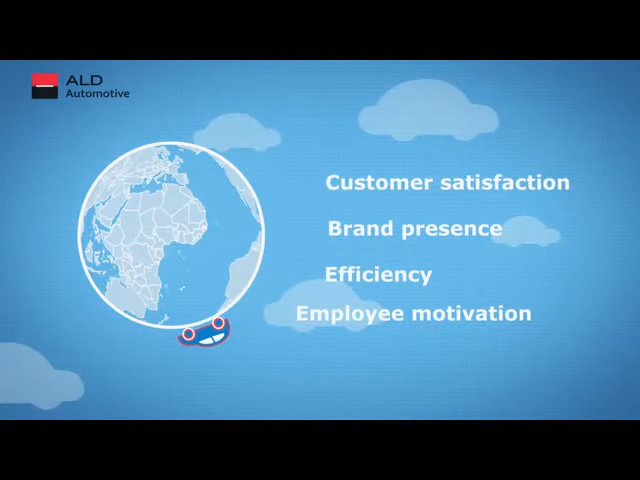 ALD
Automotive
Customer satisfaction
Brand presence
Efficiency
Employee motivation